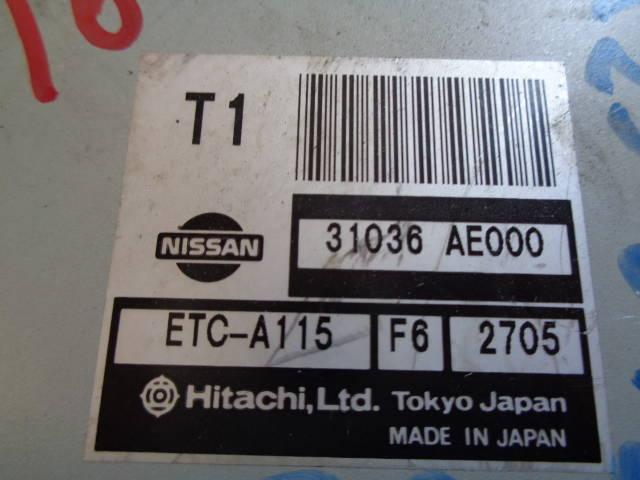 T1
NISSAN
31036 AE000
ETC-A115 F6 2705
Hitachi, Ltd. Tokyo Japan
MADE IN JAPAN